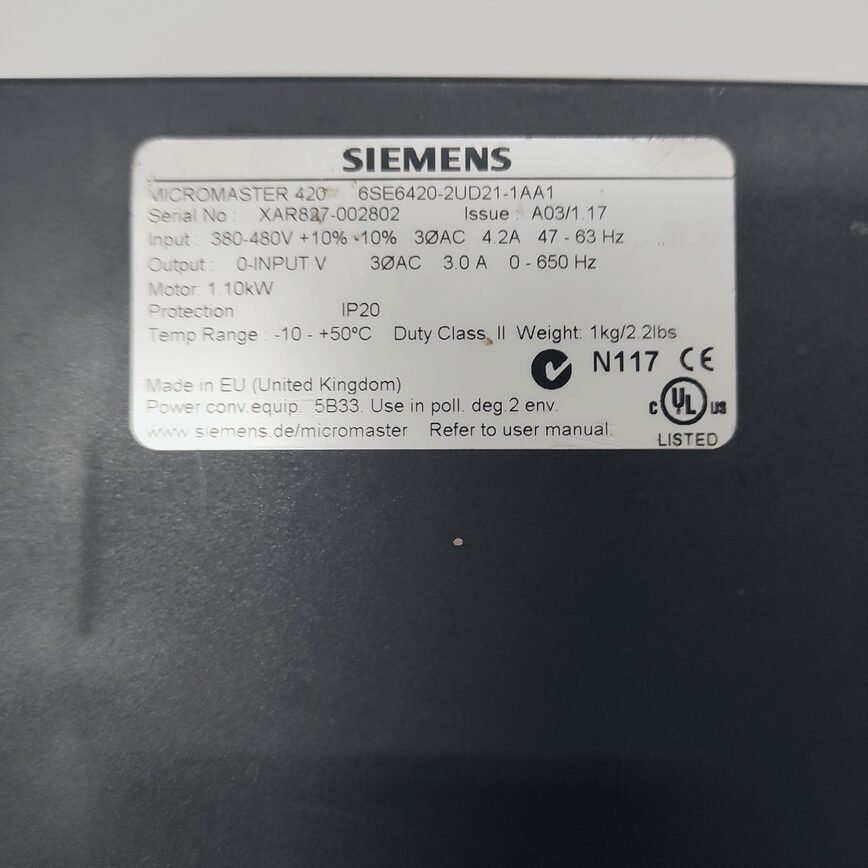 SIEMENS
MICROMASTER 420 6SE6420-2UD21-1AA1
Serial No : XAR827-002802 Issue : A03/1.17
Input : 380-480V +10% -10% 3ØAC 4.2A 47 - 63 Hz
Output : 0-INPUT V 3ØAC 3.0 A 0 - 650 Hz
Motor: 1.10kW
Protection IP20
Temp Range : -10 - +50ºC Duty Class. II Weight: 1kg/2.2lbs
N117 CE
Made in EU (United Kingdom)
Power conv.equip. 5B33. Use in poll. deg.2 env.
C UL US
www.siemens.de/micromaster Refer to user manual.
LISTED